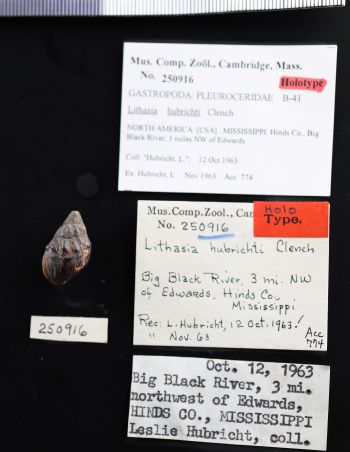 Mus. Comp. Zoöl., Cambridge, Mass.
No. 250916
Holotype
GASTROPODA: PLEUROCERIDAE B-41
Lithasia hubrichti Clench
NORTH AMERICA: [USA]. MISSISSIPPI Hinds Co., Big
Black River, 3 miles NW of Edwards.
Coll. "Hubricht, L." 12 Oct 1963
Ex. Hubricht, L. Nov 1963 Acc. 774
Mus.Comp.Zool.,
Holo
Type.
No. 250916
Lithasia hubrichti Clench
Big Black River, 3 mi. NW
of Edwards, Hinds Co.,
Mississippi
Rec: L. Hubricht, 12 Oct. 1963!
" Nov. 63
Acc
774
250916
Oct. 12, 1963
Big Black River, 3 mi.
northwest of Edwards,
HINDS CO., MISSISSIPPI
Leslie Hubricht, coll.